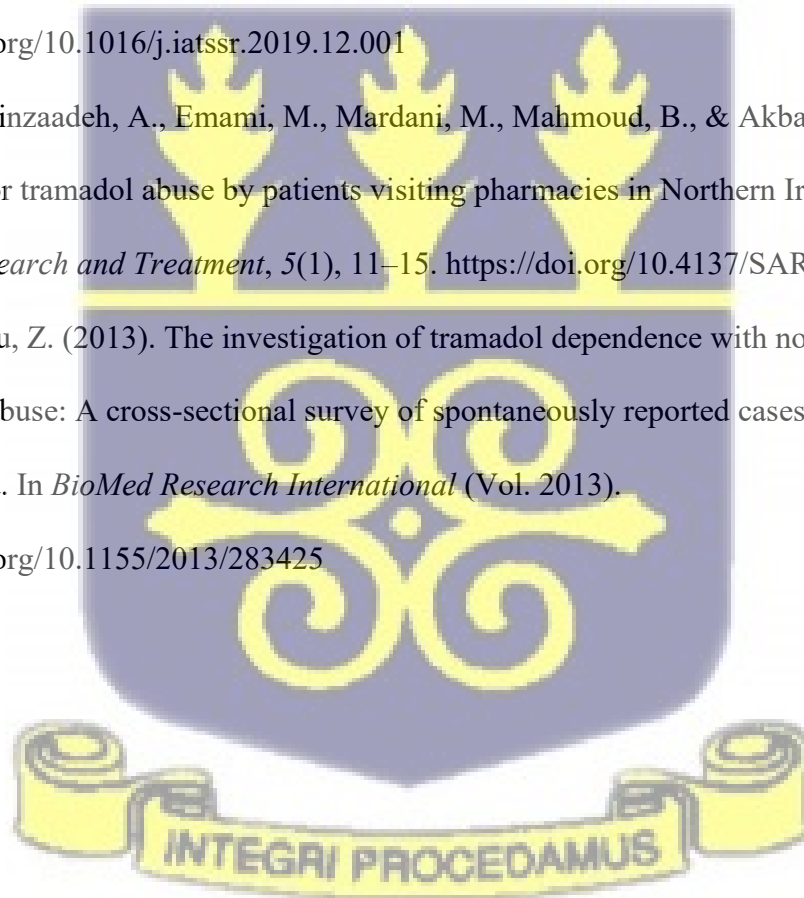 org/10.1016/j.iatssr.2019.12.001
inzaadeh, A., Emami, M., Mardani, M., Mahmoud, B., & Akba
or tramadol abuse by patients visiting pharmacies in Northern Ir
earch and Treatment, 5(1), 11–15. https://doi.org/10.4137/SAR
u, Z. (2013). The investigation of tramadol dependence with no
buse: A cross-sectional survey of spontaneously reported cases
. In BioMed Research International (Vol. 2013).
org/10.1155/2013/283425
INTEGRI PROCEDAMUS